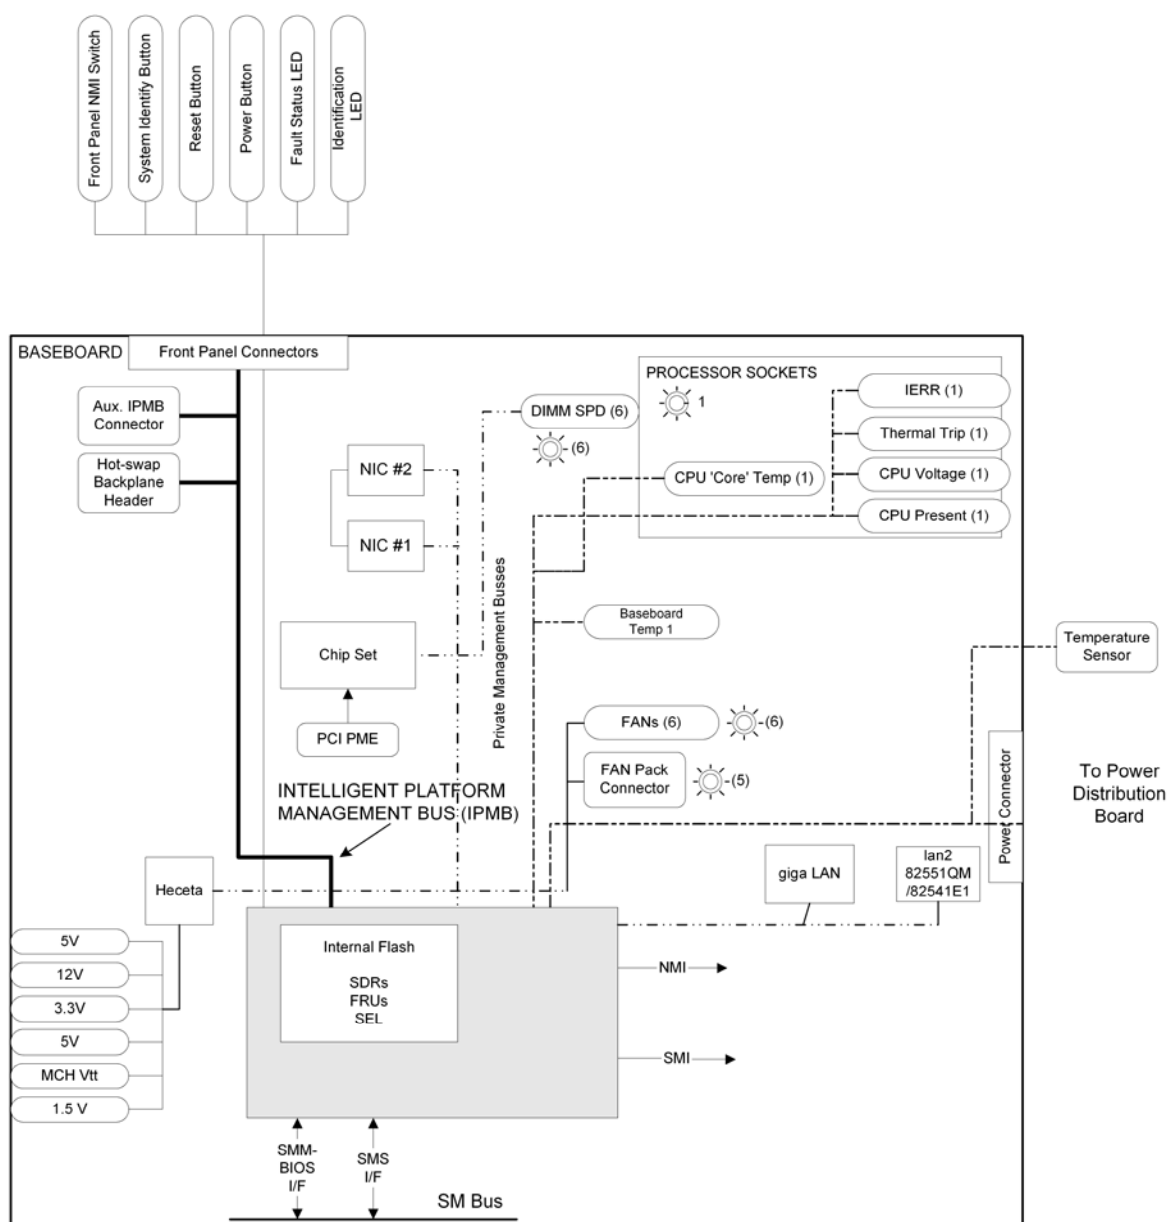 Front Panel NMI Switch
System Identify Button
Reset Button
Power Button
Fault Status LED
Identification
LED
BASEBOARD
Front Panel Connectors
Aux. IPMB
Connector
Hot-swap
Backplane
Header
NIC #2
NIC #1
DIMM SPD (6)
(6)
PROCESSOR SOCKETS
1
CPU 'Core' Temp (1)
IERR (1)
Thermal Trip (1)
CPU Voltage (1)
CPU Present (1)
Private Management Busses
Chip Set
PCI PME
Baseboard
Temp 1
Temperature
Sensor
FANs (6)
(6)
FAN Pack
Connector
(5)
Power Connector
To Power
Distribution
Board
INTELLIGENT PLATFORM
MANAGEMENT BUS (IPMB)
Heceta
giga LAN
lan2
82551QM
/82541E1
5V
12V
3.3V
5V
MCH Vtt
1.5 V
Internal Flash
SDRs
FRUs
SEL
NMI
SMI
SMM-
BIOS
I/F
SMS
I/F
SM Bus